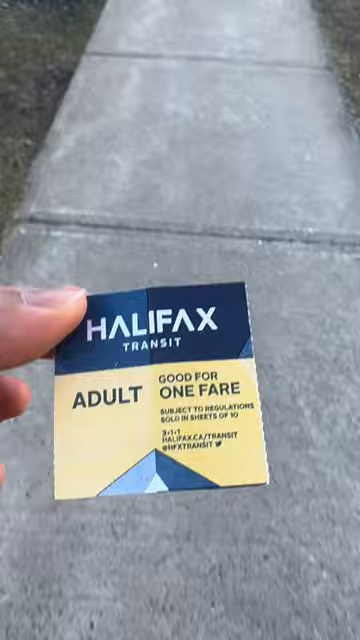 HALIFAX
TRANSIT
ADULT
GOOD FOR
ONE FARE
SUBJECT TO REGULATIONS
SOLD IN SHEETS OF 10
3-1-1
HALIFAX.CA/TRANSIT
@HFXTRANSIT